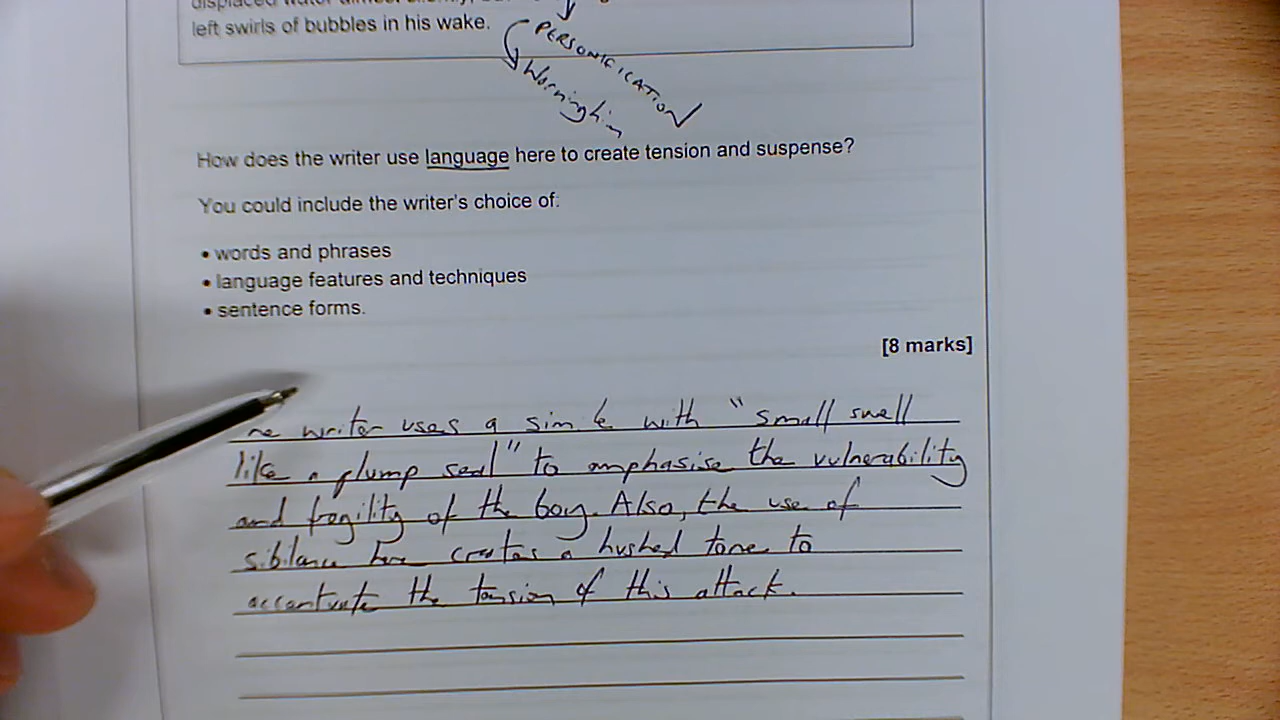 left swirls of bubbles in his wake.
PERSONIFICATION
Warning him
How does the writer use language here to create tension and suspense?
You could include the writer's choice of:
• words and phrases
• language features and techniques
• sentence forms.
[8 marks]
he writer uses a simile with "small swell
like a plump seal" to emphasise the vulnerability
and fragility of the boy. Also, the use of
sibilance here creates a hushed tone to
accentuate the tension of this attack.